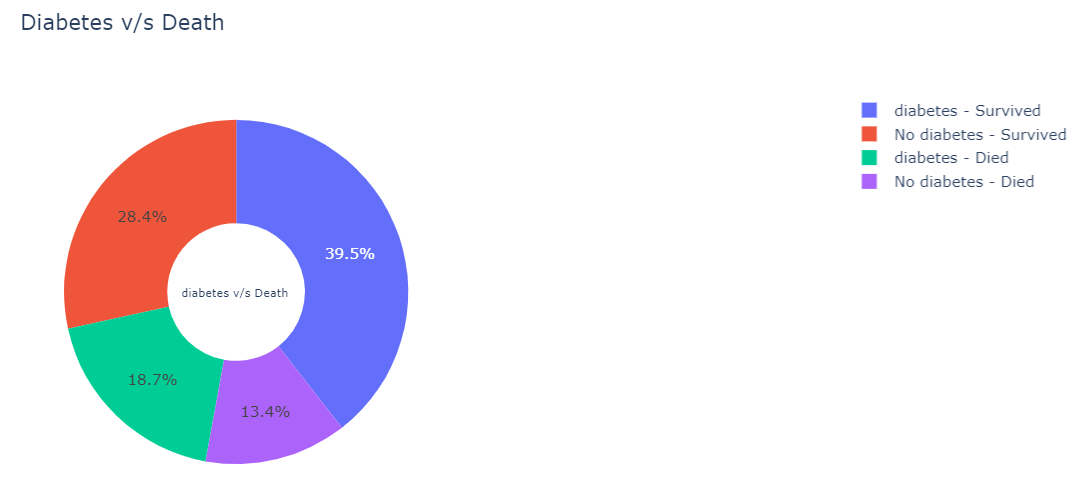 Diabetes v/s Death
diabetes - Survived
No diabetes - Survived
diabetes - Died
No diabetes - Died
28.4%
39.5%
diabetes v/s Death
18.7%
13.4%